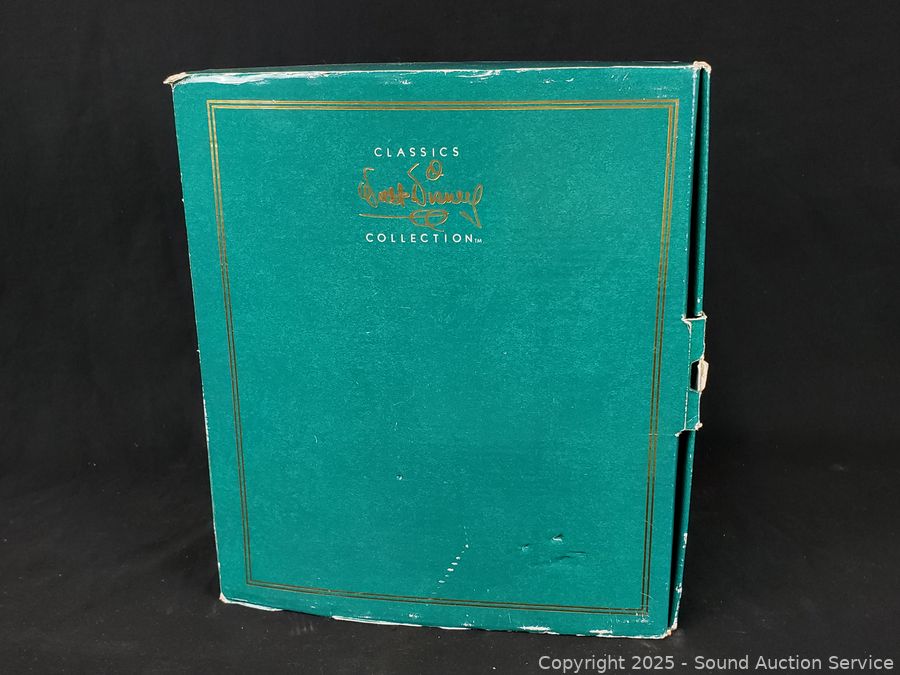 CLASSICS
Walt Disney
COLLECTION™
Copyright 2025 - Sound Auction Service